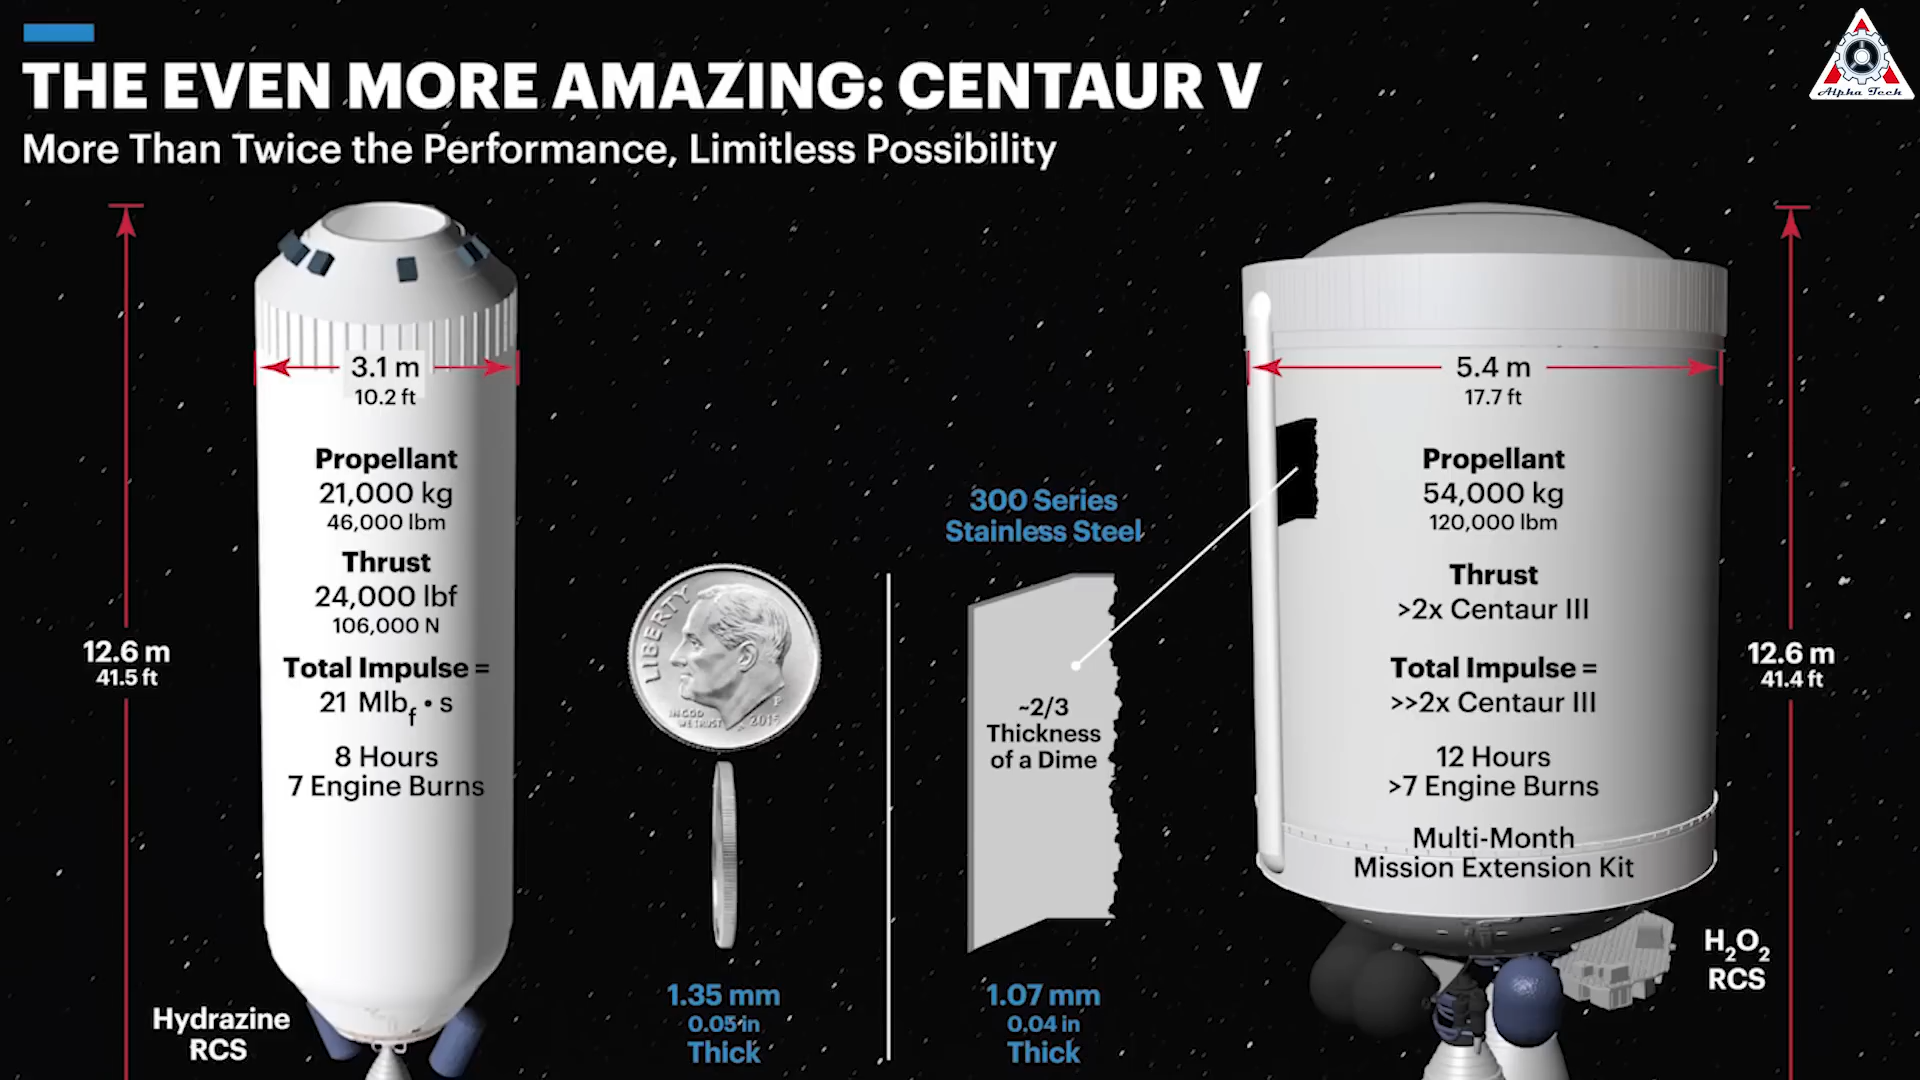 THE EVEN MORE AMAZING: CENTAUR V
More Than Twice the Performance, Limitless Possibility
Alpha Tech
12.6 m
41.5 ft
3.1 m
10.2 ft
Propellant
21,000 kg
46,000 lbm
Thrust
24,000 lbf
106,000 N
Total Impulse =
21 Mlbf • s
8 Hours
7 Engine Burns
Hydrazine
RCS
LIBERTY
IN GOD
WE TRUST
P
2015
1.35 mm
0.05 in
Thick
300 Series
Stainless Steel
~2/3
Thickness
of a Dime
1.07 mm
0.04 in
Thick
5.4 m
17.7 ft
Propellant
54,000 kg
120,000 lbm
Thrust
>2x Centaur III
Total Impulse =
>>2x Centaur III
12 Hours
>7 Engine Burns
Multi-Month
Mission Extension Kit
12.6 m
41.4 ft
H₂O₂
RCS